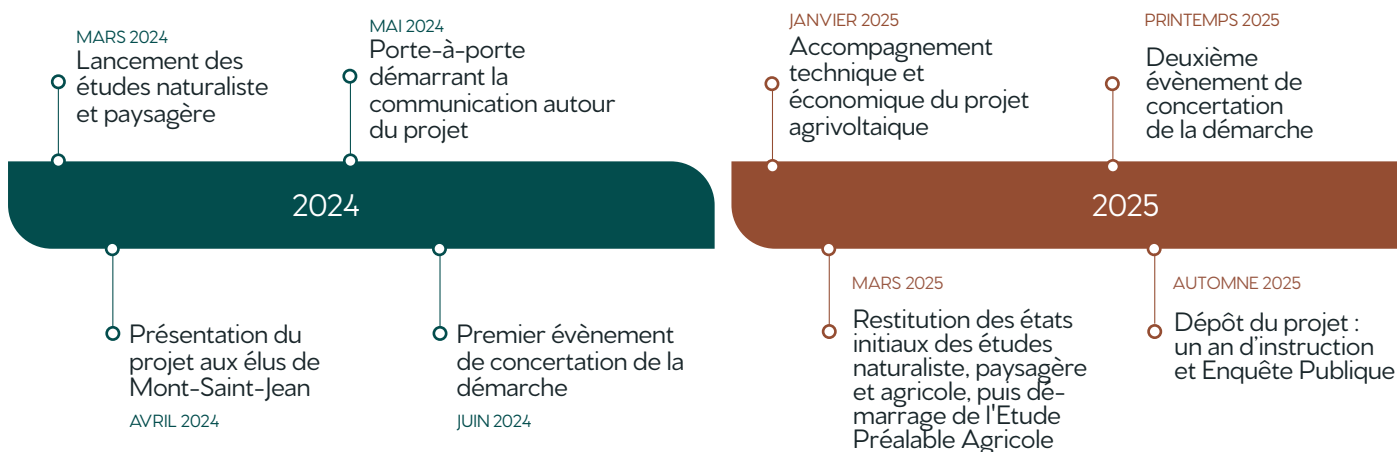 MARS 2024
Lancement des
études naturaliste
et paysagère
MAI 2024
Porte-à-porte
démarrant la
communication autour
du projet
2024
Présentation du
projet aux élus de
Mont-Saint-Jean
AVRIL 2024
Premier évènement
de concertation de la
démarche
JUIN 2024
JANVIER 2025
Accompagnement
technique et
économique du projet
agrivoltaique
PRINTEMPS 2025
Deuxième
évènement de
concertation
de la démarche
2025
MARS 2025
Restitution des états
initiaux des études
naturaliste, paysagère
et agricole, puis dé-
marrage de l'Etude
Préalable Agricole
AUTOMNE 2025
Dépôt du projet :
un an d’instruction
et Enquête Publique